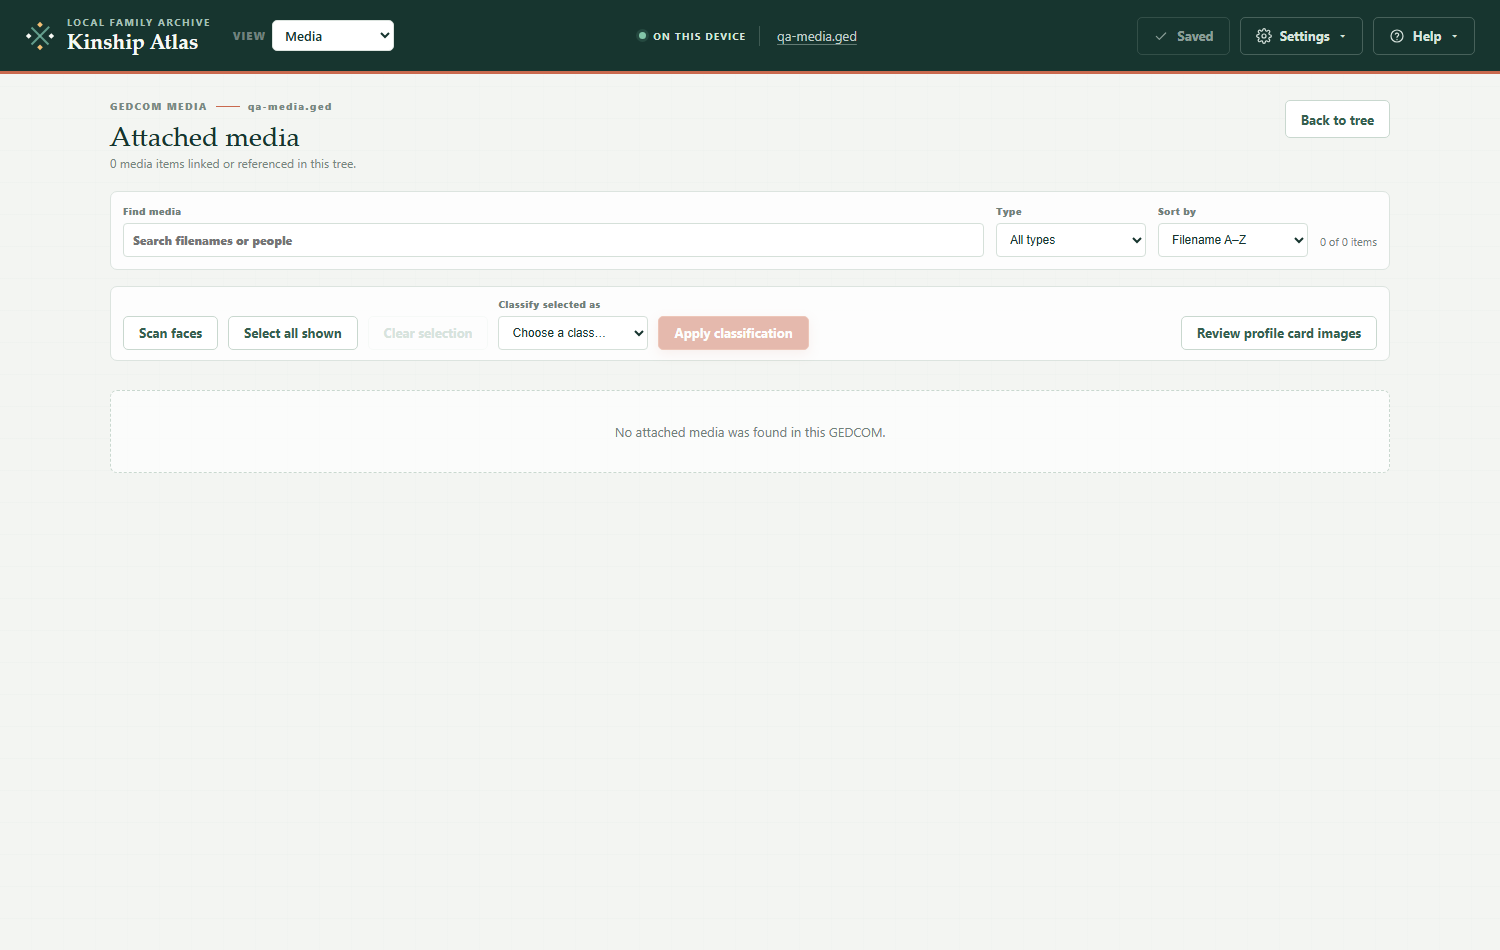 LOCAL FAMILY ARCHIVE
Kinship Atlas
VIEW Media
ON THIS DEVICE qa-media.ged
Saved Settings Help
GEDCOM MEDIA qa-media.ged
Back to tree
Attached media
0 media items linked or referenced in this tree.
Find media Type Sort by
Search filenames or people All types Filename A–Z 0 of 0 items
Classify selected as
Scan faces Select all shown Clear selection Choose a class... Apply classification Review profile card images
No attached media was found in this GEDCOM.